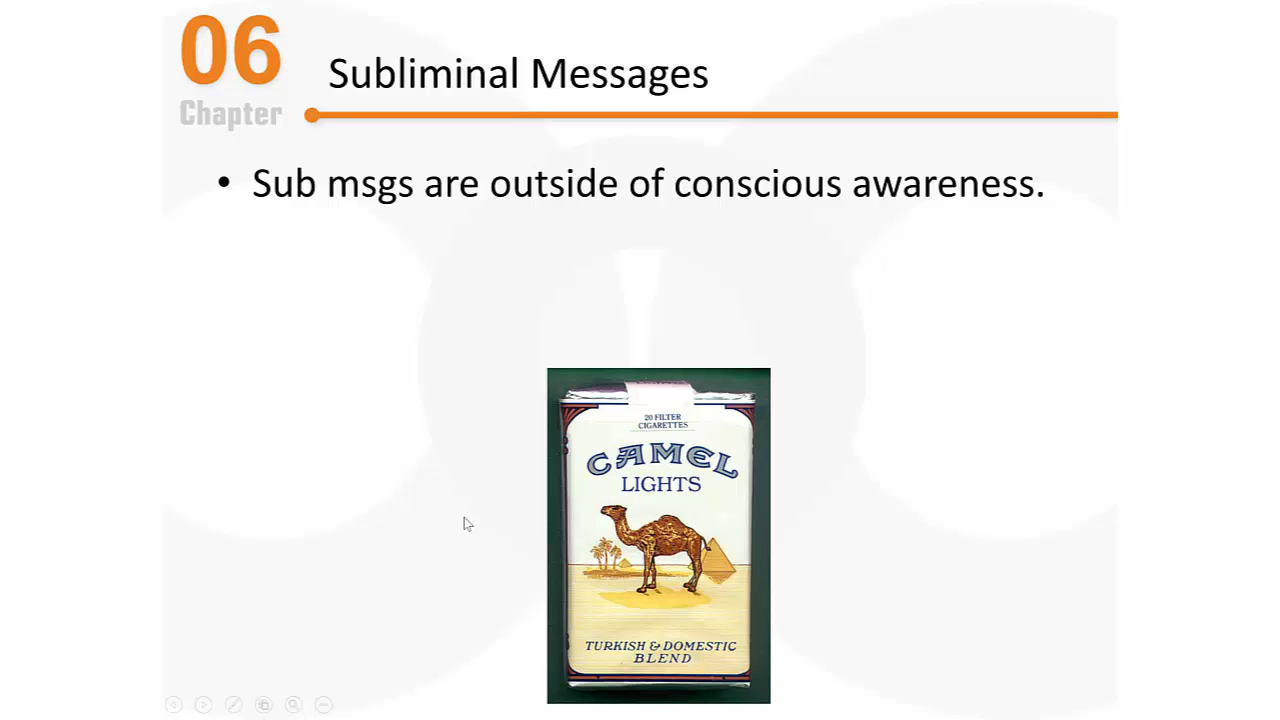 06
Chapter
Subliminal Messages
• Sub msgs are outside of conscious awareness.
20 FILTER
CIGARETTES
CAMEL
LIGHTS
TURKISH & DOMESTIC
BLEND